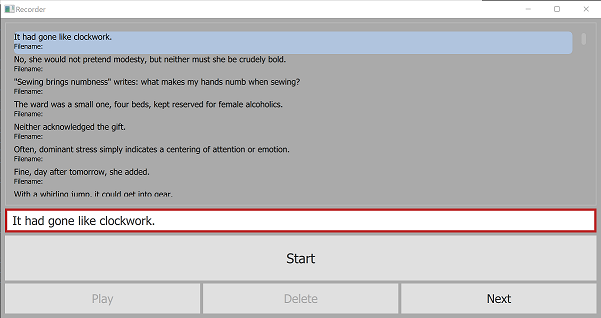 Recorder
It had gone like clockwork.
Filename:
No, she would not pretend modesty, but neither must she be crudely bold.
Filename:
"Sewing brings numbness" writes: what makes my hands numb when sewing?
Filename:
The ward was a small one, four beds, kept reserved for female alcoholics.
Filename:
Neither acknowledged the gift.
Filename:
Often, dominant stress simply indicates a centering of attention or emotion.
Filename:
Fine, day after tomorrow, she added.
Filename:
With a whirling jump, it could get into gear.
It had gone like clockwork.
Start
Play Delete Next